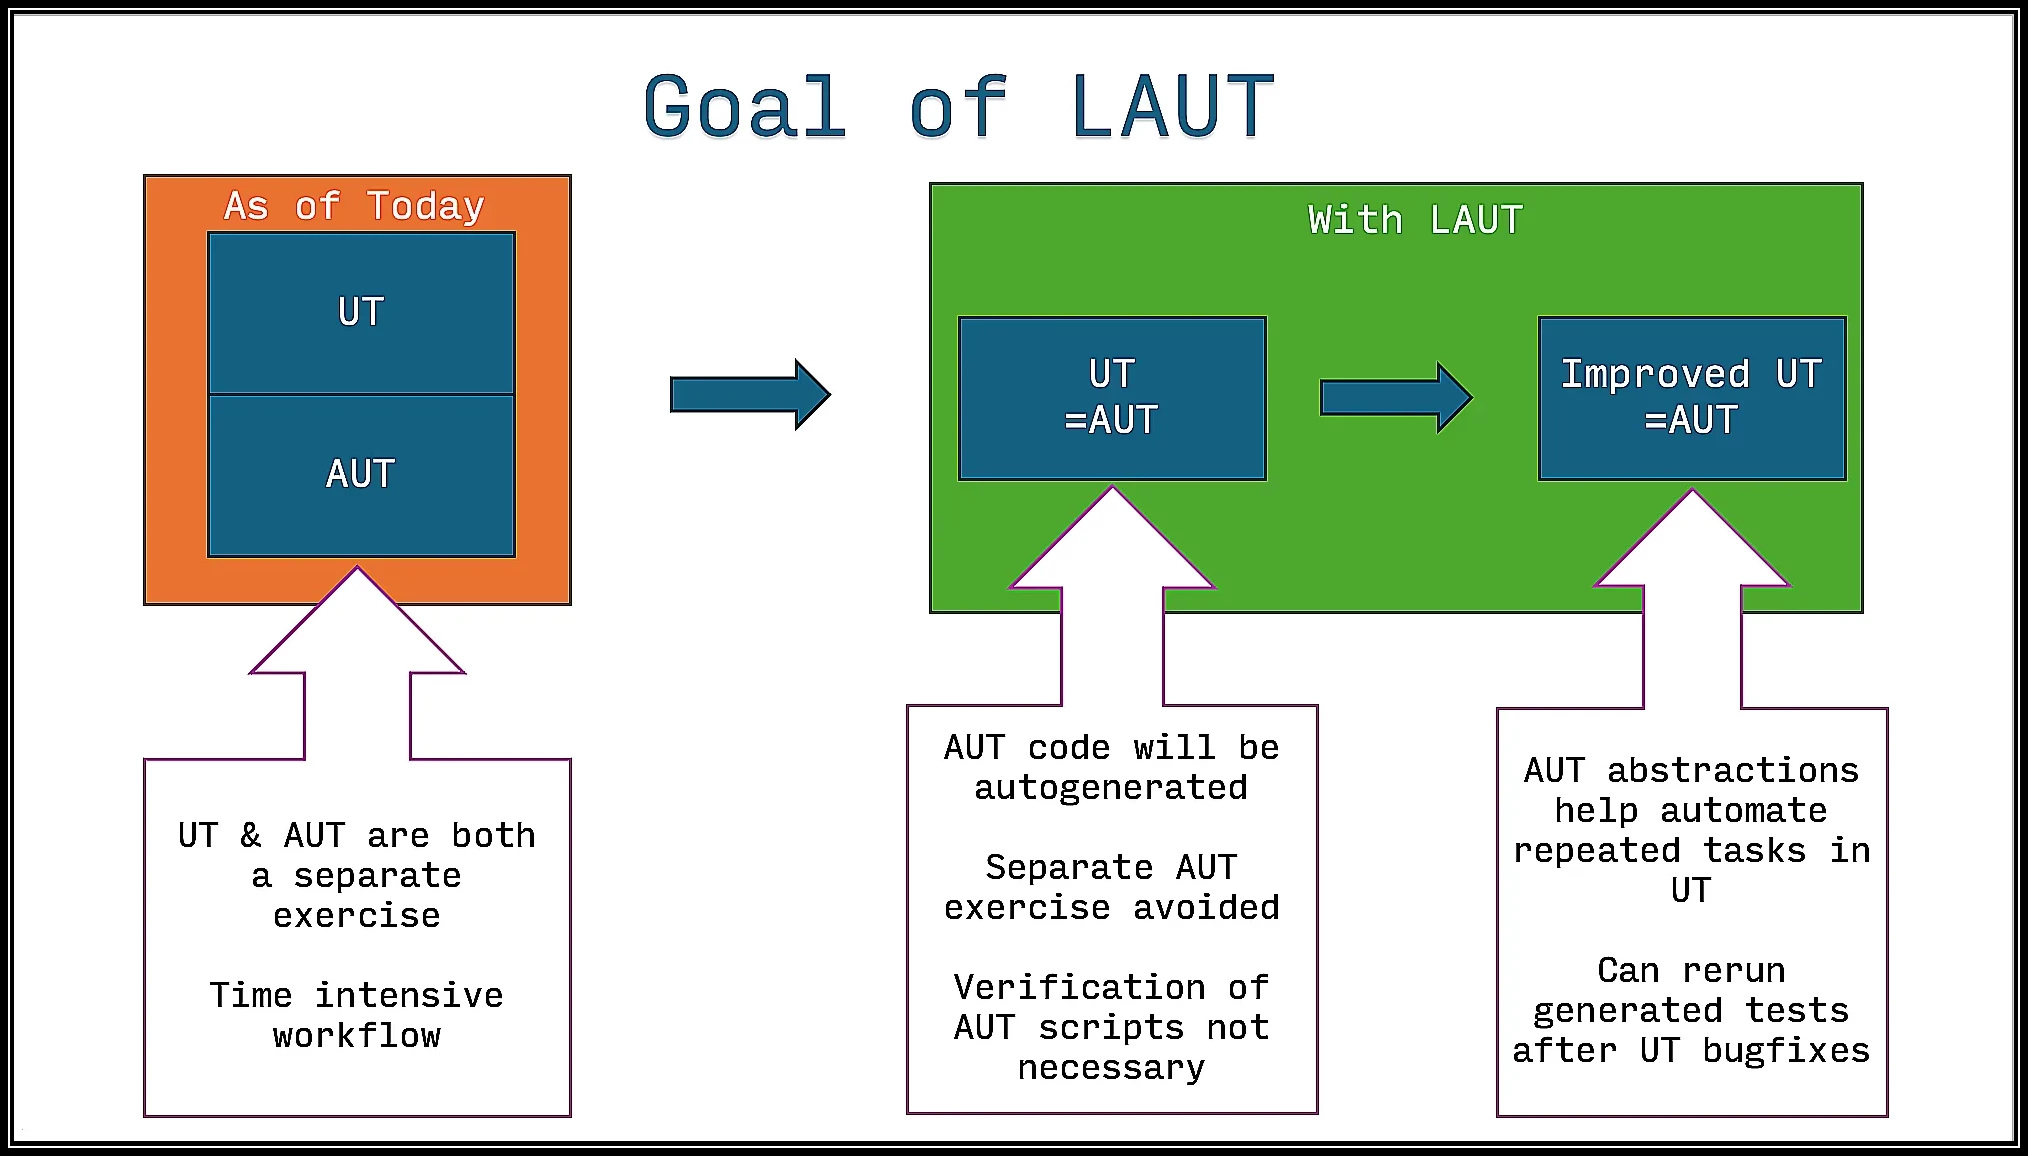 Goal of LAUT
As of Today
UT
AUT
UT & AUT are both
a separate
exercise
Time intensive
workflow
With LAUT
UT
=AUT
Improved UT
=AUT
AUT code will be
autogenerated
Separate AUT
exercise avoided
Verification of
AUT scripts not
necessary
AUT abstractions
help automate
repeated tasks in
UT
Can rerun
generated tests
after UT bugfixes